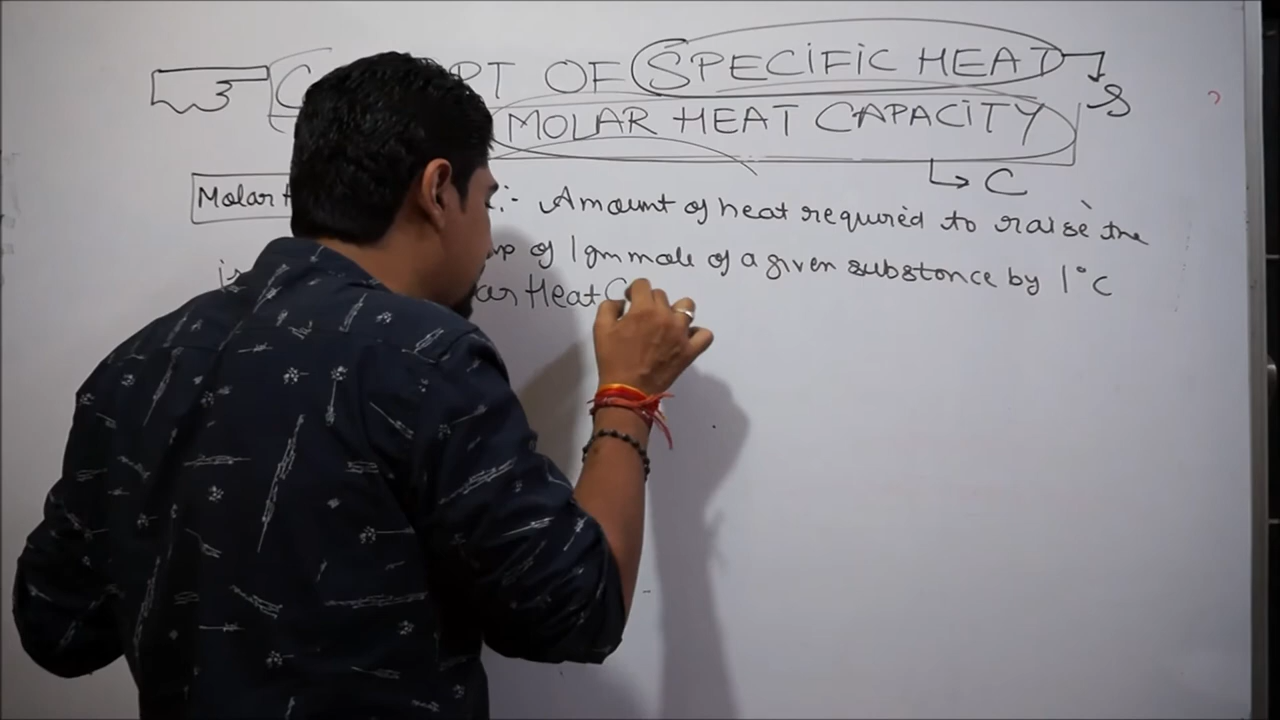 OF SPECIFIC HEAT S
MOLAR HEAT CAPACITY
C
Molar :- Amount of heat required to raise the
of 1 gm mole of a given substance by 1°C
Heat C